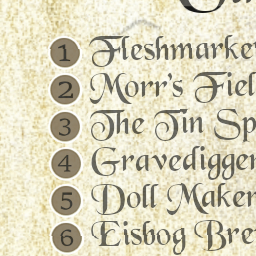 1 Fleshmarke
2 Morr's Fiel
3 The Tin Sp
4 Gravedigger
5 Doll Maker
6 Eisbog Bre